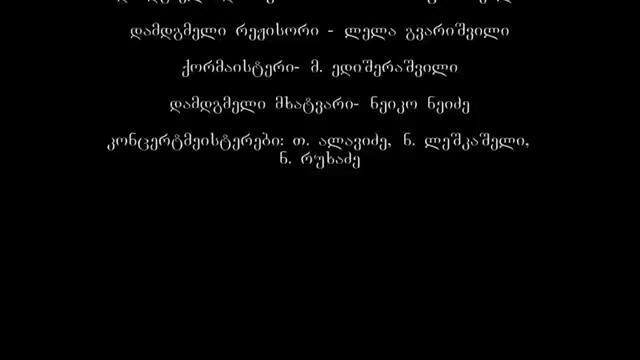 დამდგმელი რეჟისორი - ლელა გვარიშვილი
ქორმაისტერი- მ. ედიშერაშვილი
დამდგმელი მხატვარი- ნეიკო ნეიძე
კონცერტმეისტერები: თ. ალავიძე, ნ. ლეშკაშელი,
ნ. რუხაძე